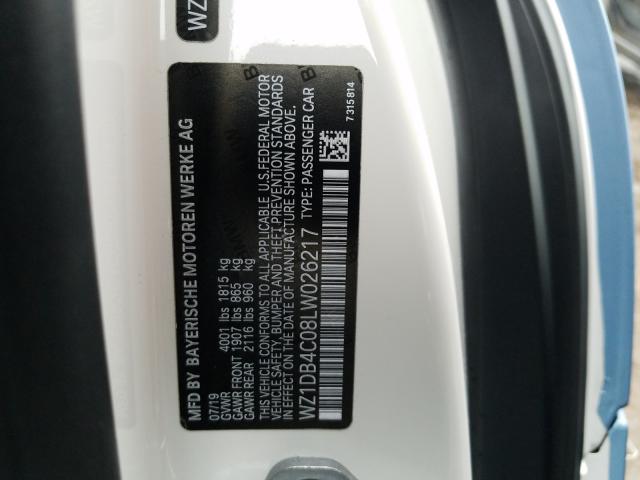 WZ
MFD BY BAYERISCHE MOTOREN WERKE AG
07/19
GVWR 4001 lbs 1815 kg
GAWR FRONT 1907 lbs 865 kg
GAWR REAR 2116 lbs 960 kg
THIS VEHICLE CONFORMS TO ALL APPLICABLE U.S. FEDERAL MOTOR
VEHICLE SAFETY, BUMPER AND THEFT PREVENTION STANDARDS
IN EFFECT ON THE DATE OF MANUFACTURE SHOWN ABOVE.
WZ1DB4C08LW026217 TYPE: PASSENGER CAR
7315814